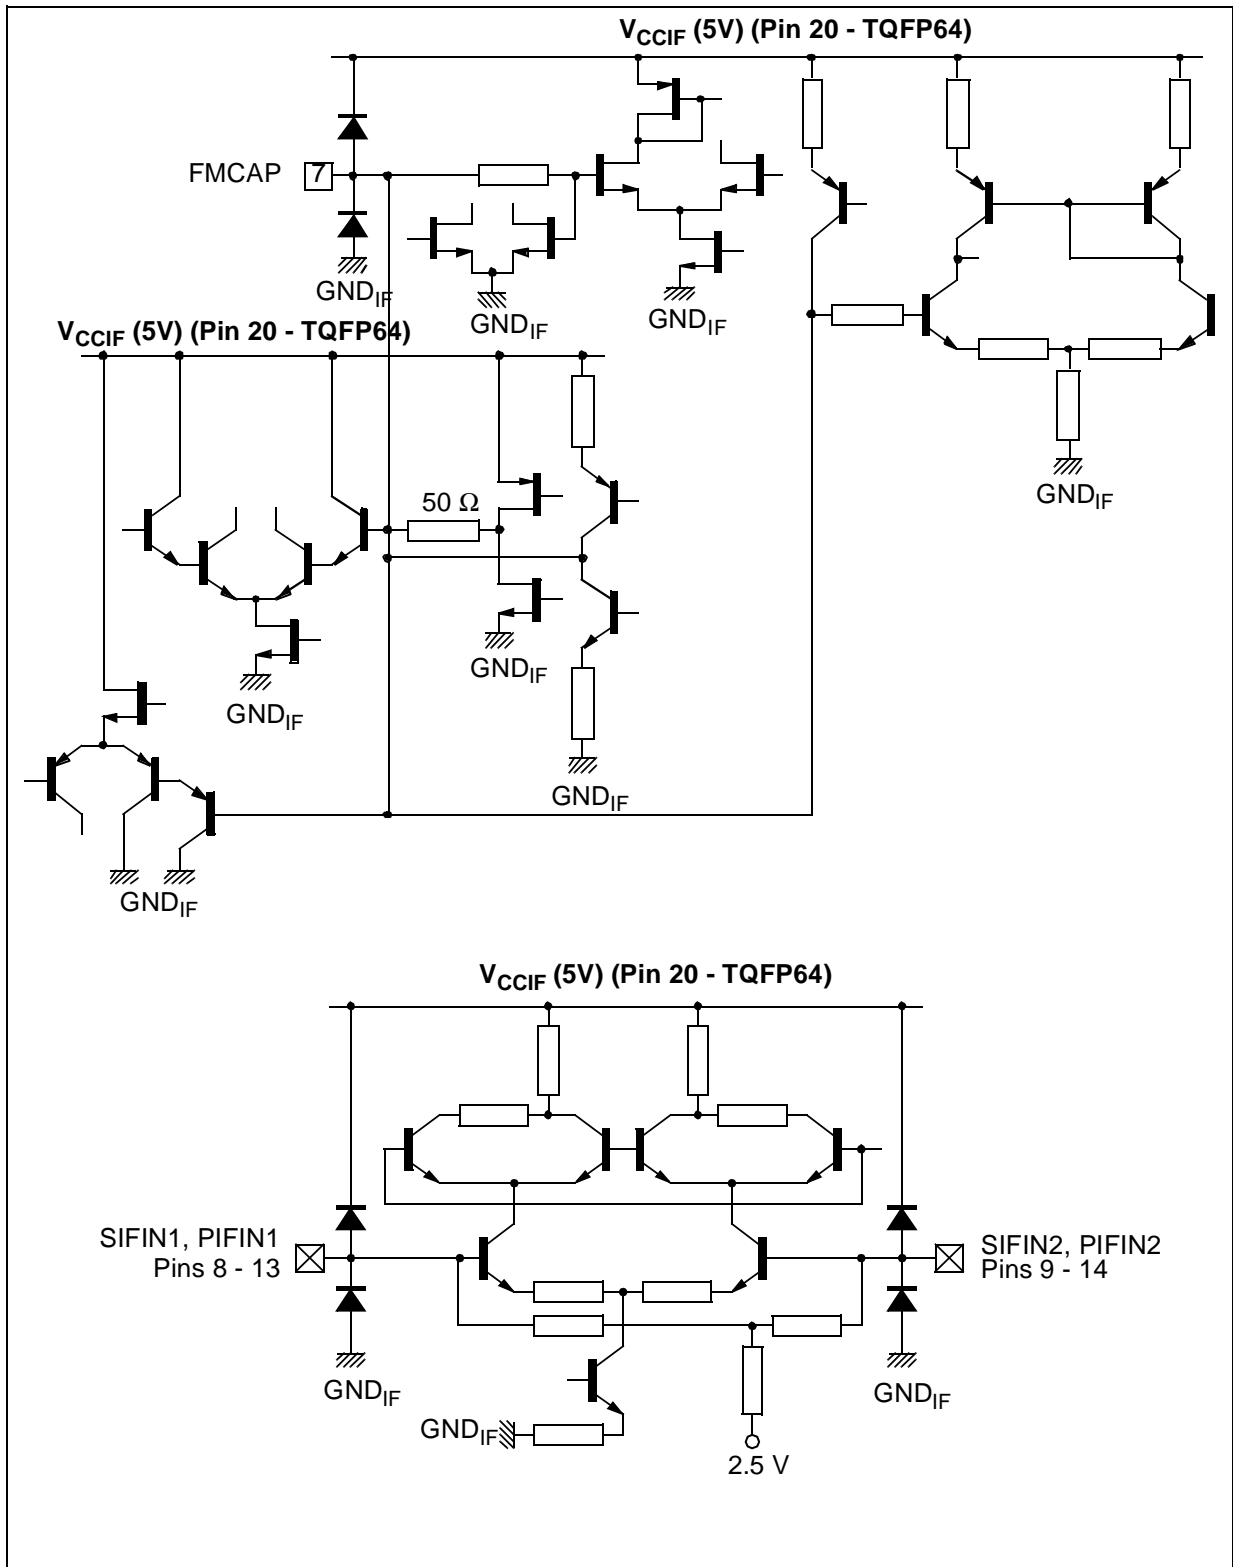 VCCIF (5V) (Pin 20 - TQFP64)
FMCAP 7
GNDIF
GNDIF
GNDIF
VCCIF (5V) (Pin 20 - TQFP64)
GNDIF
50 Ω
GNDIF
GNDIF
GNDIF
GNDIF
VCCIF (5V) (Pin 20 - TQFP64)
SIFIN1, PIFIN1
Pins 8 - 13
SIFIN2, PIFIN2
Pins 9 - 14
GNDIF
GNDIF
GNDIF
2.5 V